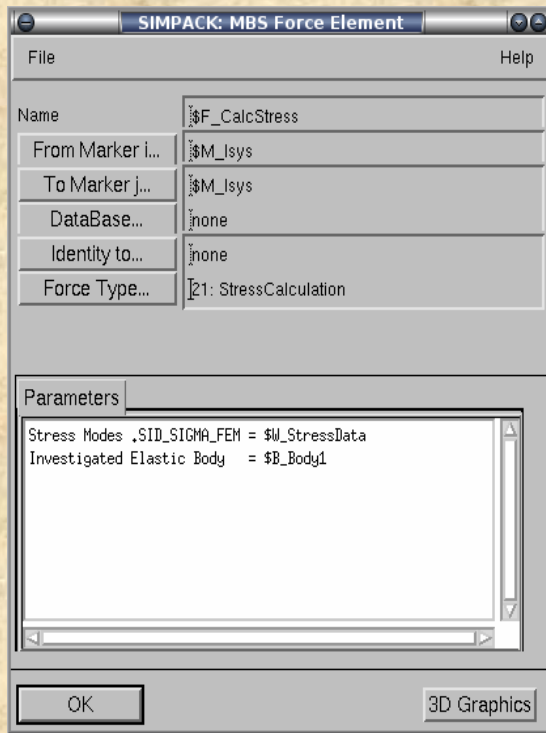 SIMPACK: MBS Force Element
File Help
Name $F_CalcStress
From Marker i... $M_Isys
To Marker j... $M_Isys
DataBase... none
Identity to... none
Force Type... 21: StressCalculation
Parameters
Stress Modes .SID_SIGMA_FEM = $W_StressData
Investigated Elastic Body = $B_Body1
OK 3D Graphics